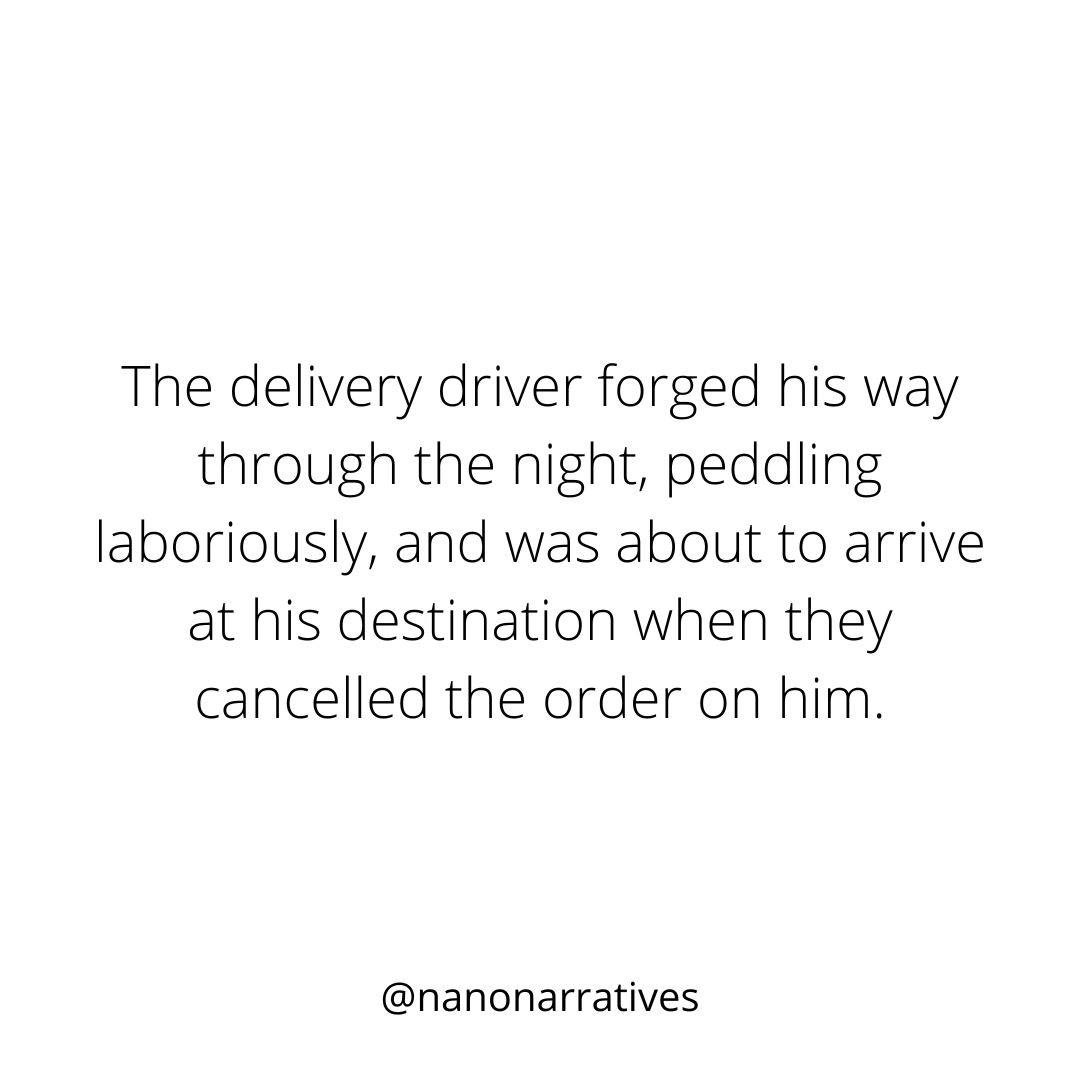 The delivery driver forged his way
through the night, peddling
laboriously, and was about to arrive
at his destination when they
cancelled the order on him.
@nanonarratives